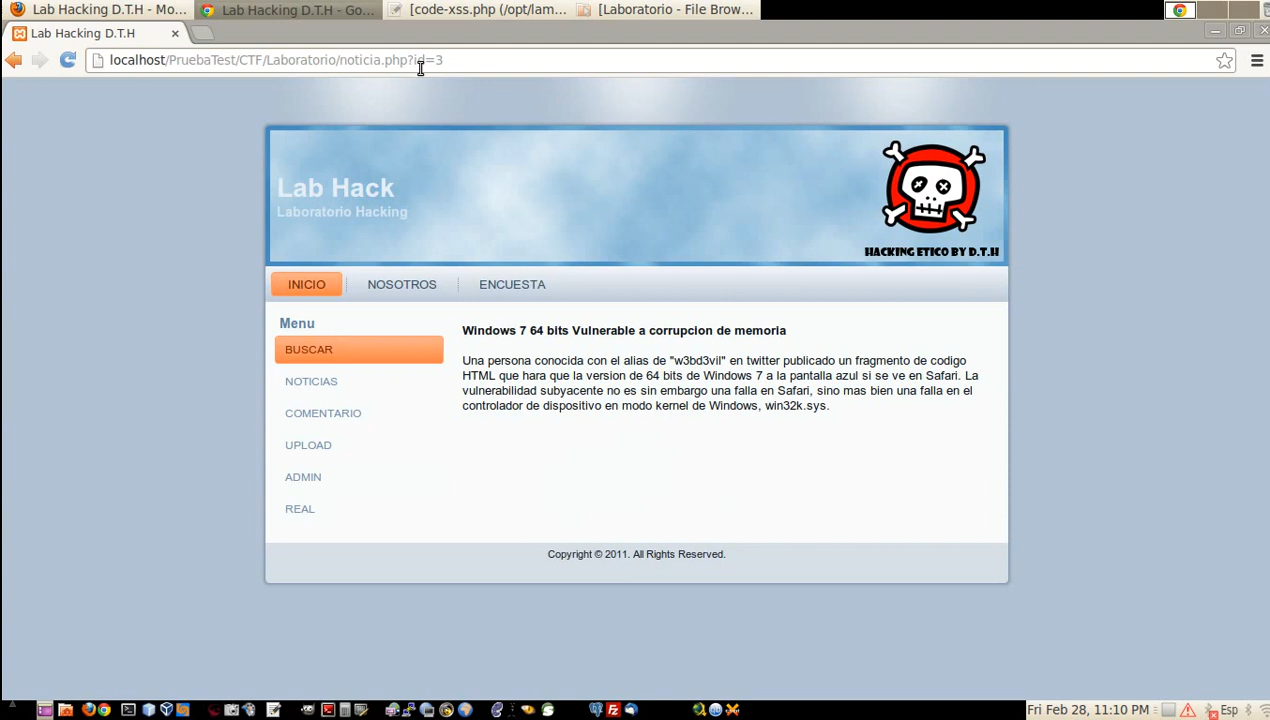 Lab Hacking D.T.H - Mo...
Lab Hacking D.T.H - Go...
[code-xss.php (/opt/lam...
[Laboratorio - File Brow...
Lab Hacking D.T.H
localhost/PruebaTest/CTF/Laboratorio/noticia.php?id=3
Lab Hack
Laboratorio Hacking
HACKING ETICO BY D.T.H
INICIO
NOSOTROS
ENCUESTA
Menu
BUSCAR
NOTICIAS
COMENTARIO
UPLOAD
ADMIN
REAL
Windows 7 64 bits Vulnerable a corrupcion de memoria
Una persona conocida con el alias de "w3bd3vil" en twitter publicado un fragmento de codigo
HTML que hara que la version de 64 bits de Windows 7 a la pantalla azul si se ve en Safari. La
vulnerabilidad subyacente no es sin embargo una falla en Safari, sino mas bien una falla en el
controlador de dispositivo en modo kernel de Windows, win32k.sys.
Copyright © 2011. All Rights Reserved.
Fri Feb 28, 11:10 PM
Esp